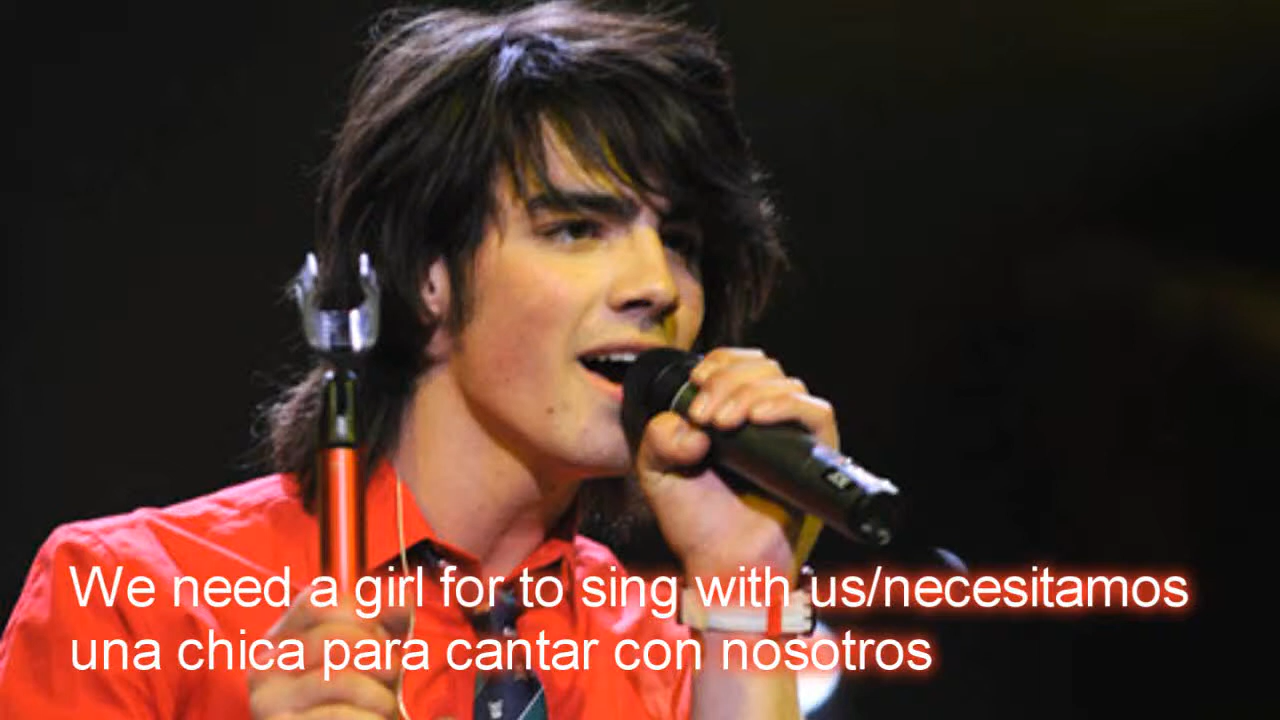 We need a girl for to sing with us/necesitamos
una chica para cantar con nosotros